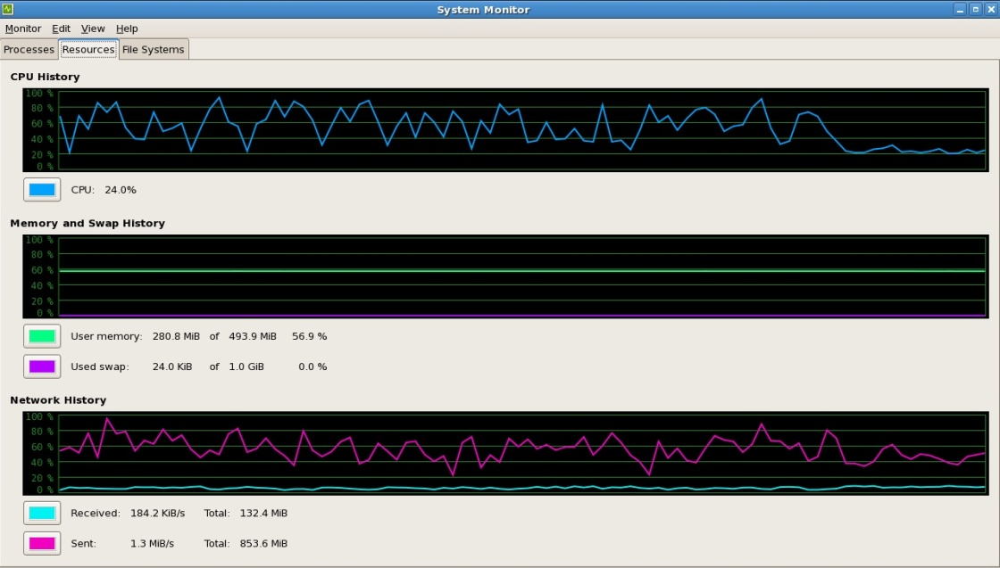 System Monitor
Monitor Edit View Help
Processes Resources File Systems
CPU History
100 %
80 %
60 %
40 %
20 %
0 %
CPU: 24.0%
Memory and Swap History
100 %
80 %
60 %
40 %
20 %
0 %
User memory: 280.8 MiB of 493.9 MiB 56.9 %
Used swap: 24.0 KiB of 1.0 GiB 0.0 %
Network History
100 %
80 %
60 %
40 %
20 %
0 %
Received: 184.2 KiB/s Total: 132.4 MiB
Sent: 1.3 MiB/s Total: 853.6 MiB